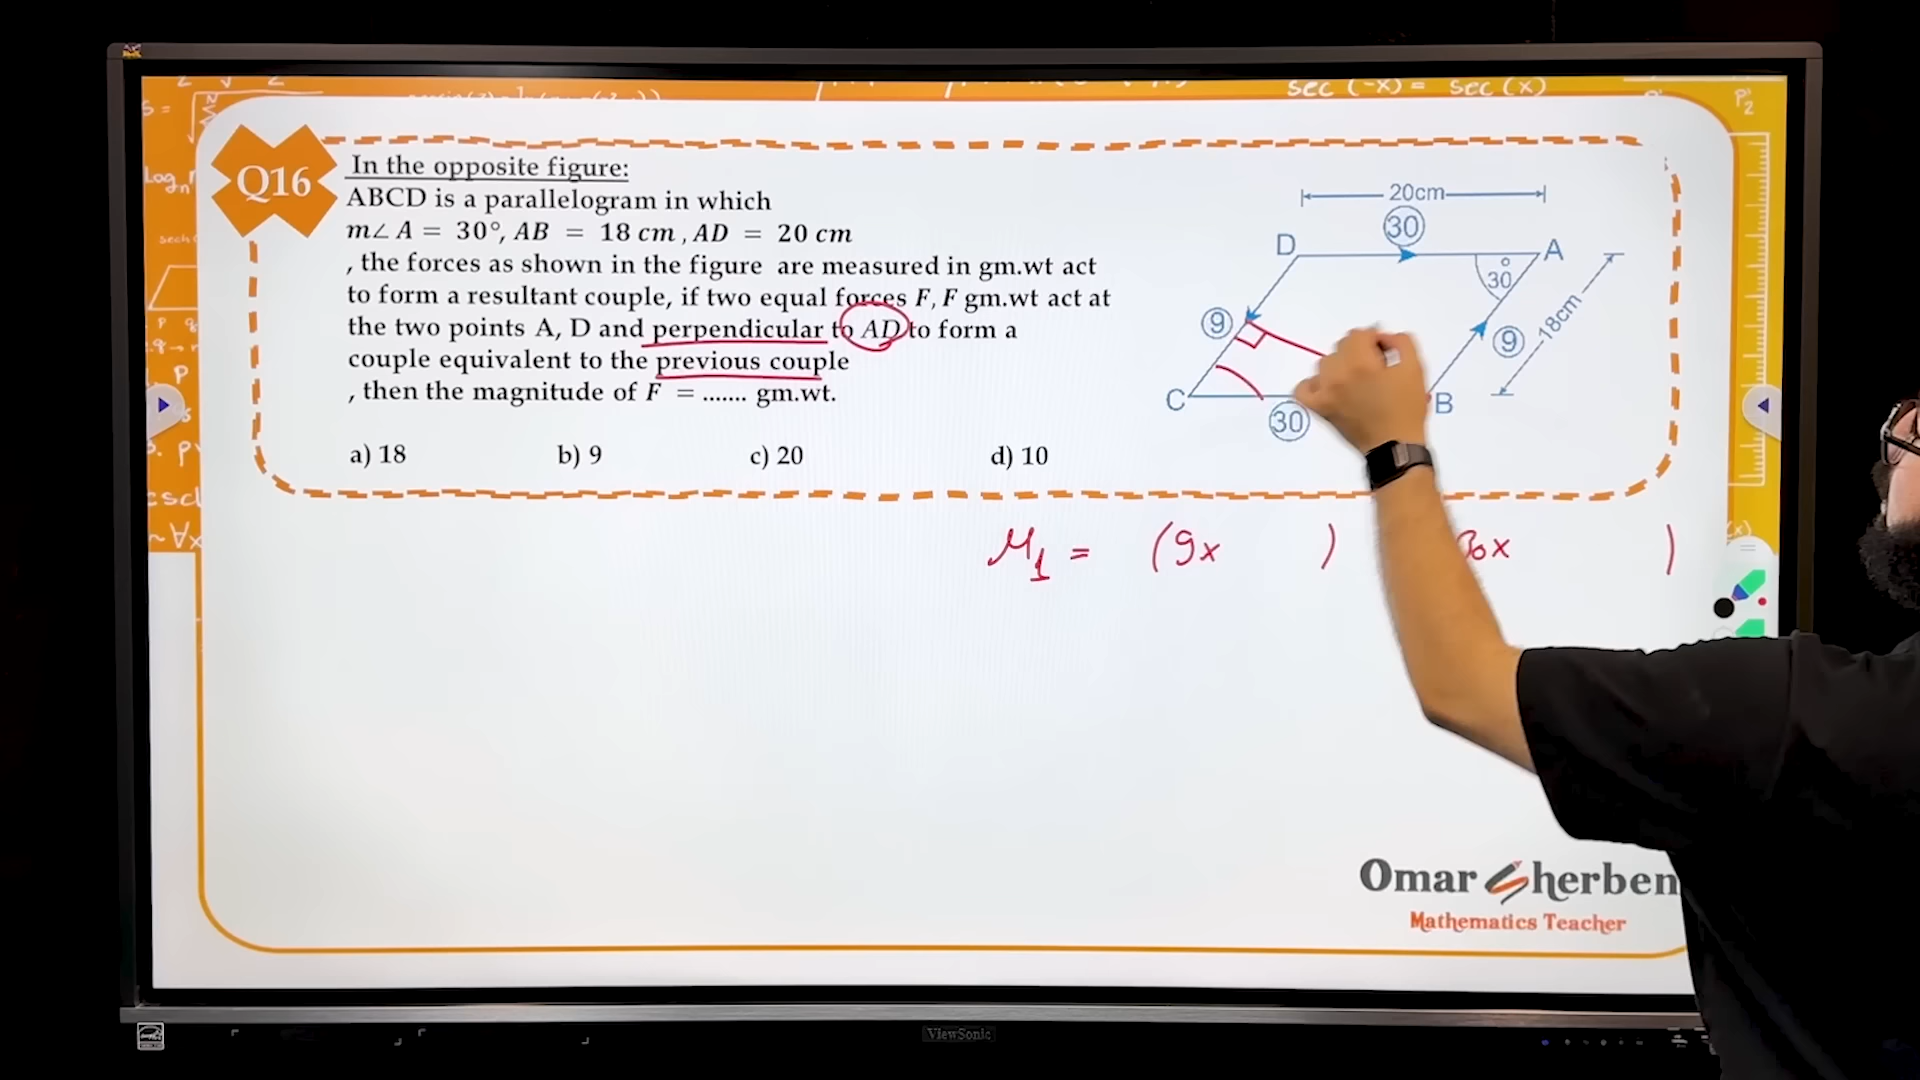 sec (-x) = sec (x)
Q16
In the opposite figure:
ABCD is a parallelogram in which
m∠ A = 30°, AB = 18 cm , AD = 20 cm
, the forces as shown in the figure are measured in gm.wt act
to form a resultant couple, if two equal forces F, F gm.wt act at
the two points A, D and perpendicular to AD to form a
couple equivalent to the previous couple
, then the magnitude of F = ....... gm.wt.
a) 18 b) 9 c) 20 d) 10
20cm
30
D A
30°
9
9
18cm
C B
30
M1 = (9x ) 30x )
Omar Sherben
Mathematics Teacher
ViewSonic